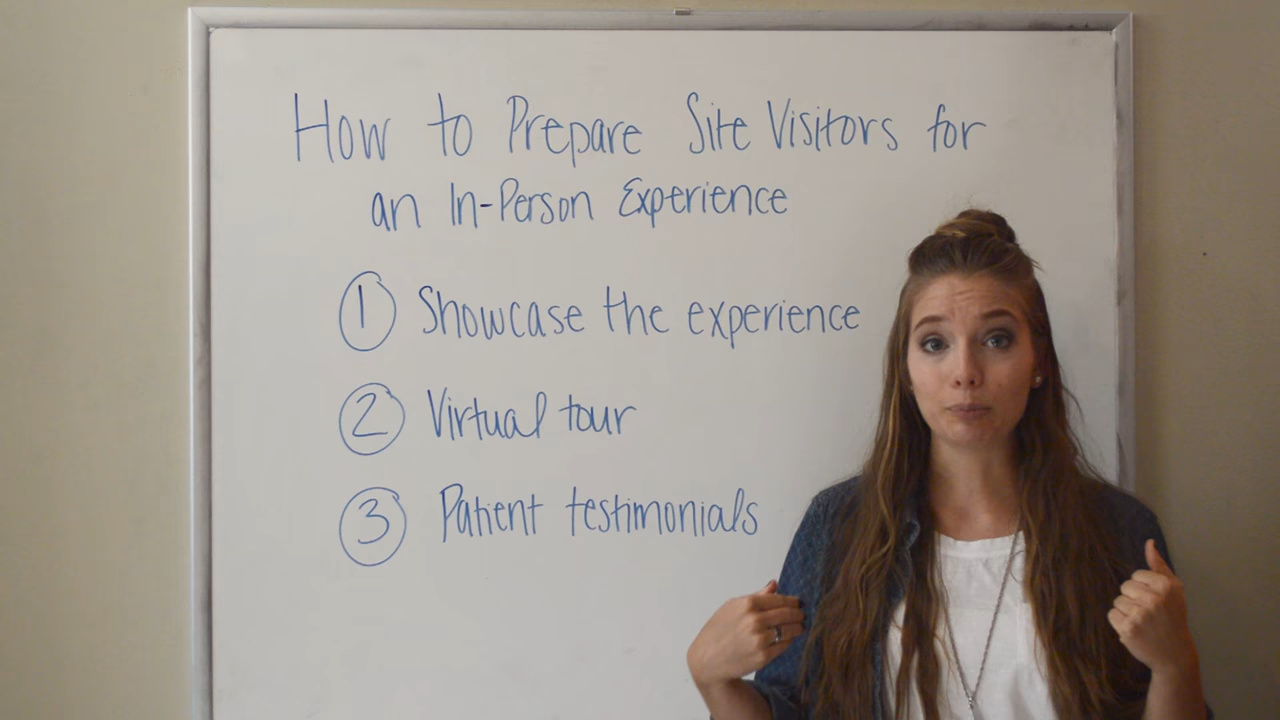 How to Prepare Site Visitors for
an In-Person Experience
1 Showcase the experience
2 Virtual tour
3 Patient testimonials